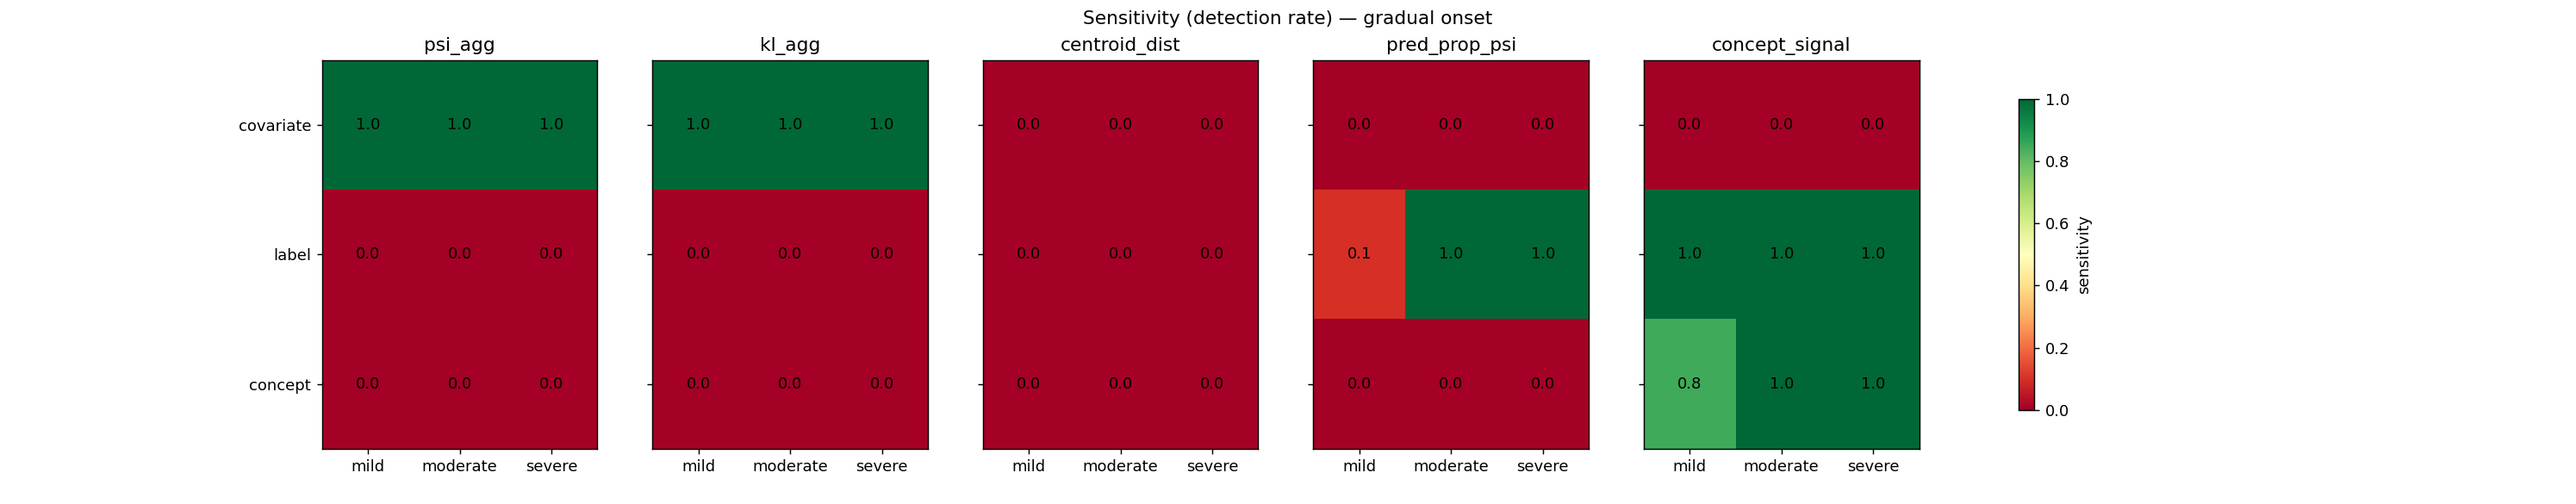 Sensitivity (detection rate) — gradual onset
psi_agg kl_agg centroid_dist pred_prop_psi concept_signal
covariate 1.0 1.0 1.0 1.0 1.0 1.0 0.0 0.0 0.0 0.0 0.0 0.0 0.0 0.0 0.0
label 0.0 0.0 0.0 0.0 0.0 0.0 0.0 0.0 0.0 0.1 1.0 1.0 1.0 1.0 1.0
concept 0.0 0.0 0.0 0.0 0.0 0.0 0.0 0.0 0.0 0.0 0.0 0.0 0.8 1.0 1.0
mild moderate severe mild moderate severe mild moderate severe mild moderate severe mild moderate severe
1.0
0.8
0.6
0.4
0.2
0.0
sensitivity